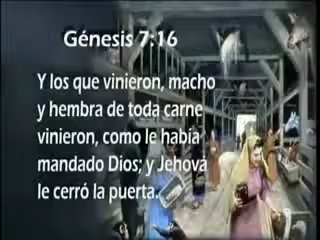 Génesis 7:16
Y los que vinieron, macho
y hembra de toda carne
vinieron, como le había
mandado Dios; y Jehová
le cerró la puerta.